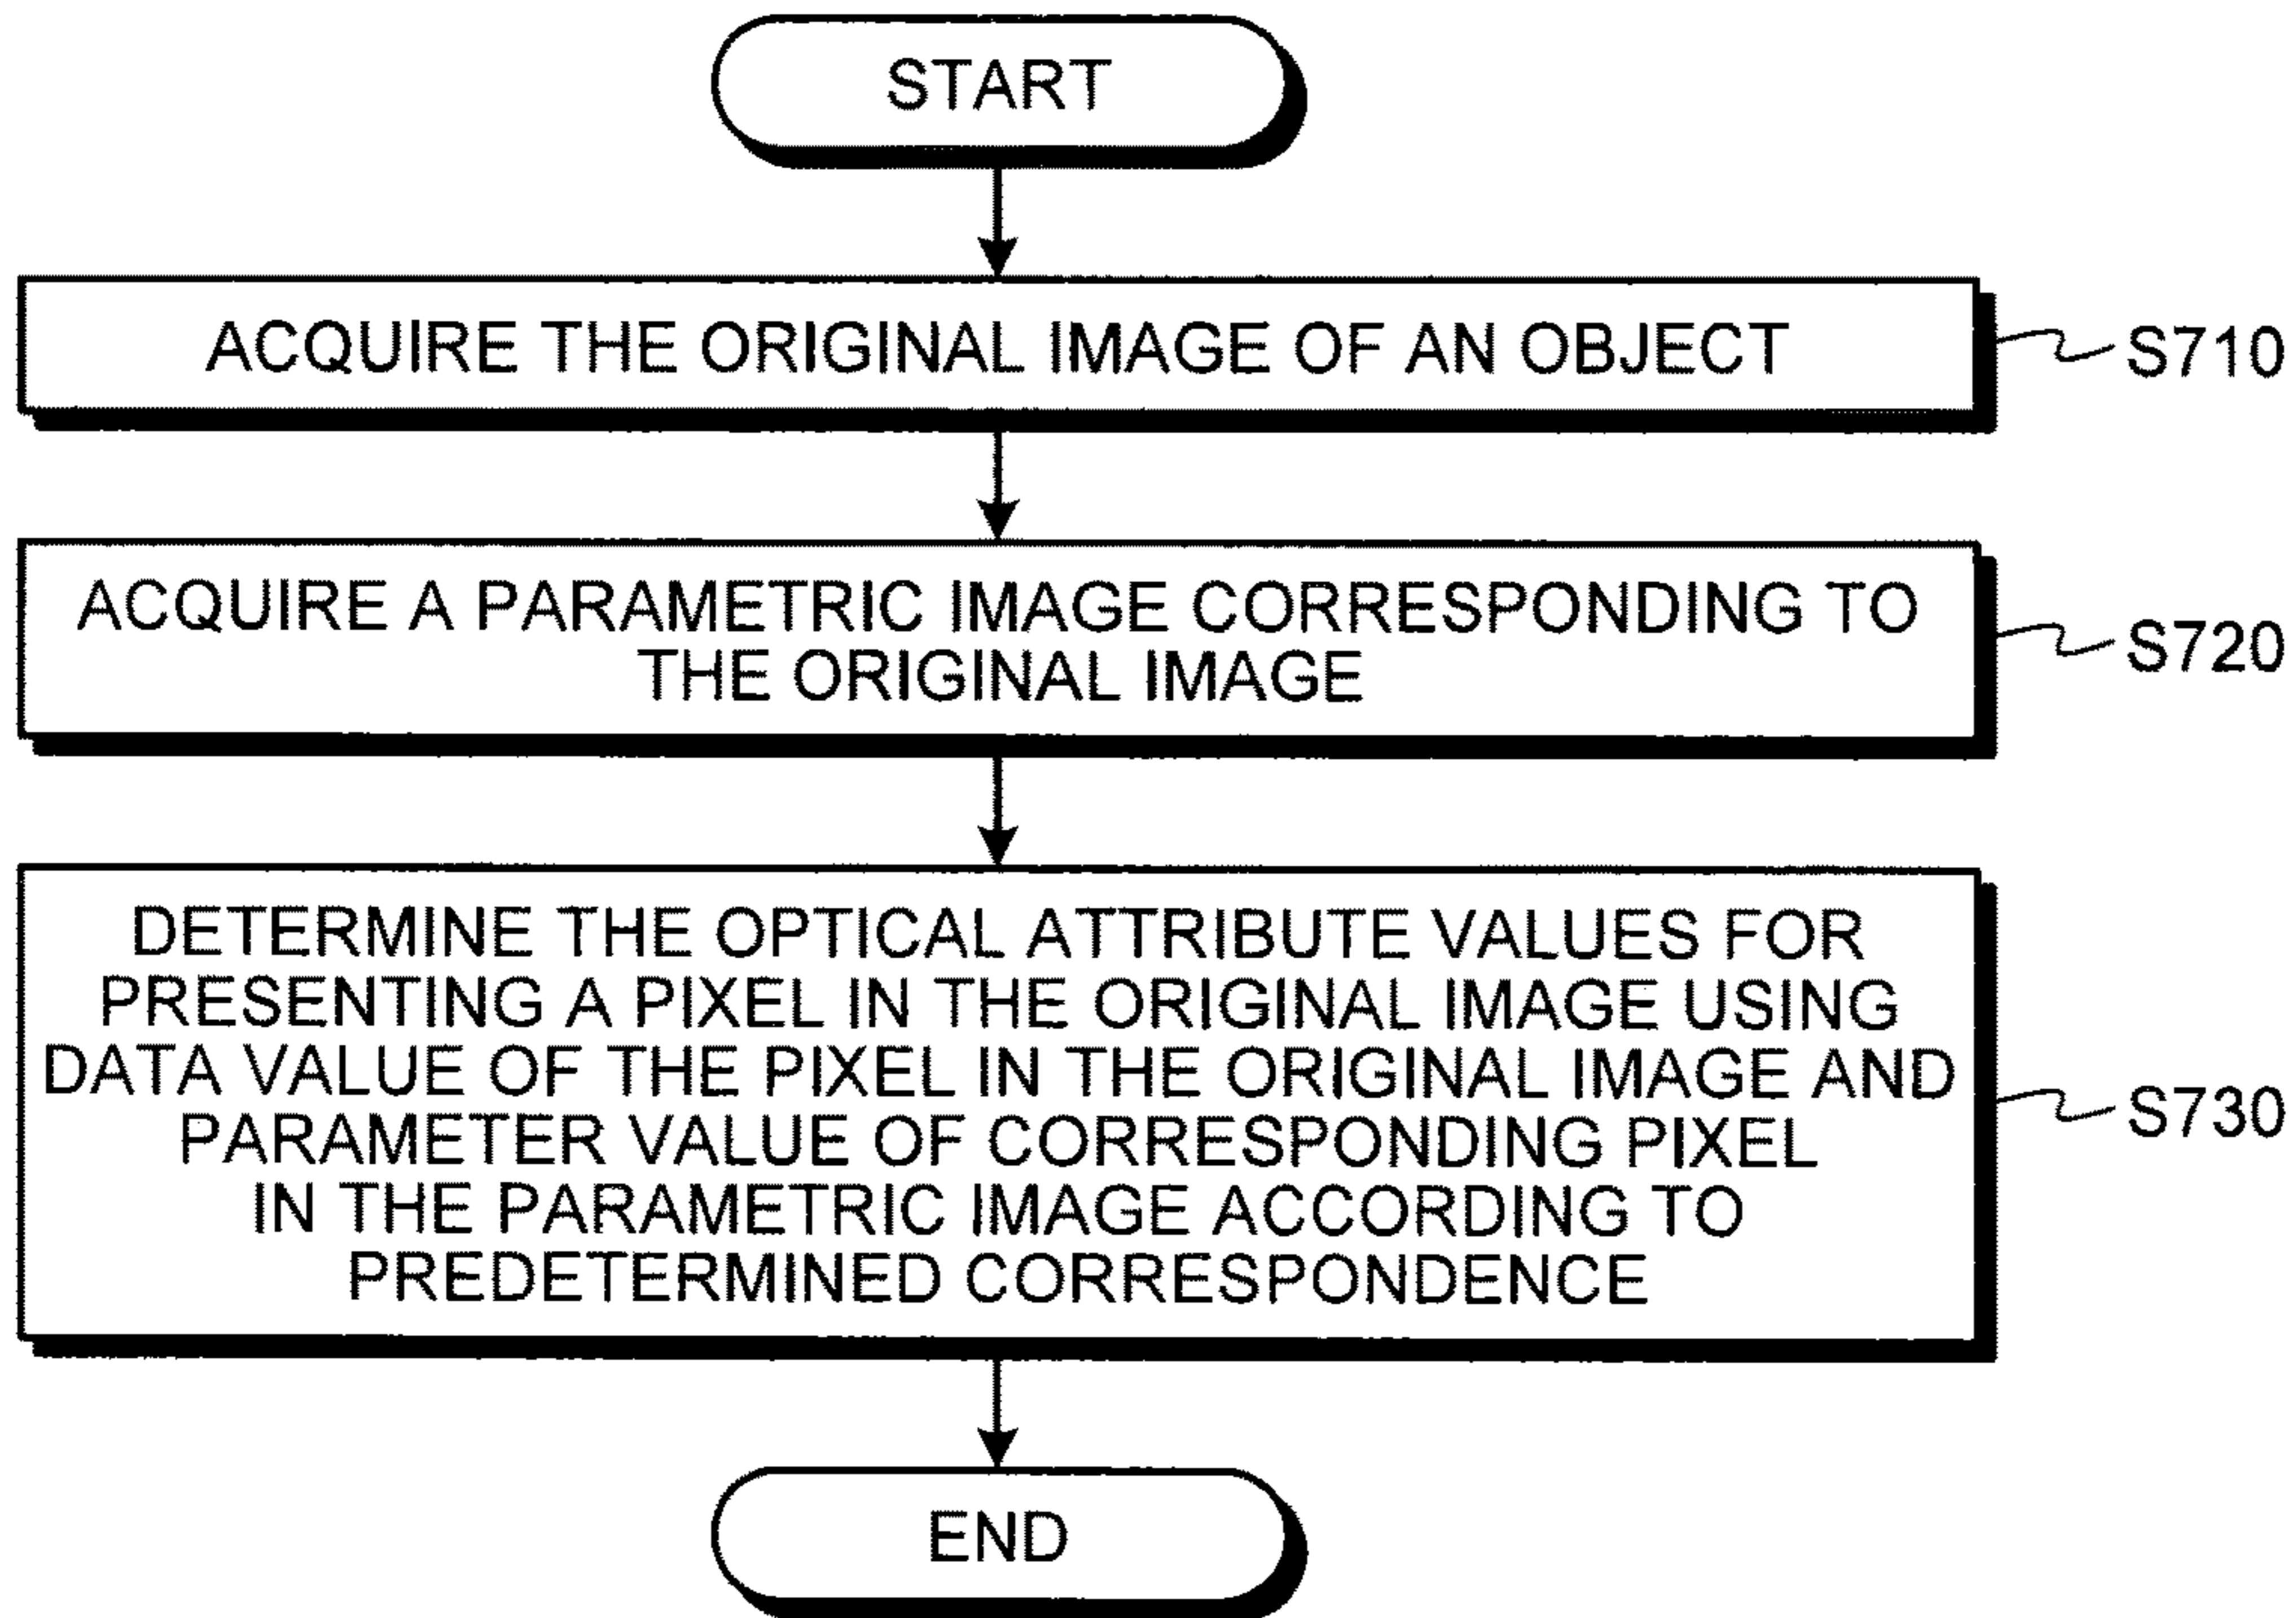 START
ACQUIRE THE ORIGINAL IMAGE OF AN OBJECT
S710
ACQUIRE A PARAMETRIC IMAGE CORRESPONDING TO
THE ORIGINAL IMAGE
S720
DETERMINE THE OPTICAL ATTRIBUTE VALUES FOR
PRESENTING A PIXEL IN THE ORIGINAL IMAGE USING
DATA VALUE OF THE PIXEL IN THE ORIGINAL IMAGE AND
PARAMETER VALUE OF CORRESPONDING PIXEL
IN THE PARAMETRIC IMAGE ACCORDING TO
PREDETERMINED CORRESPONDENCE
S730
END